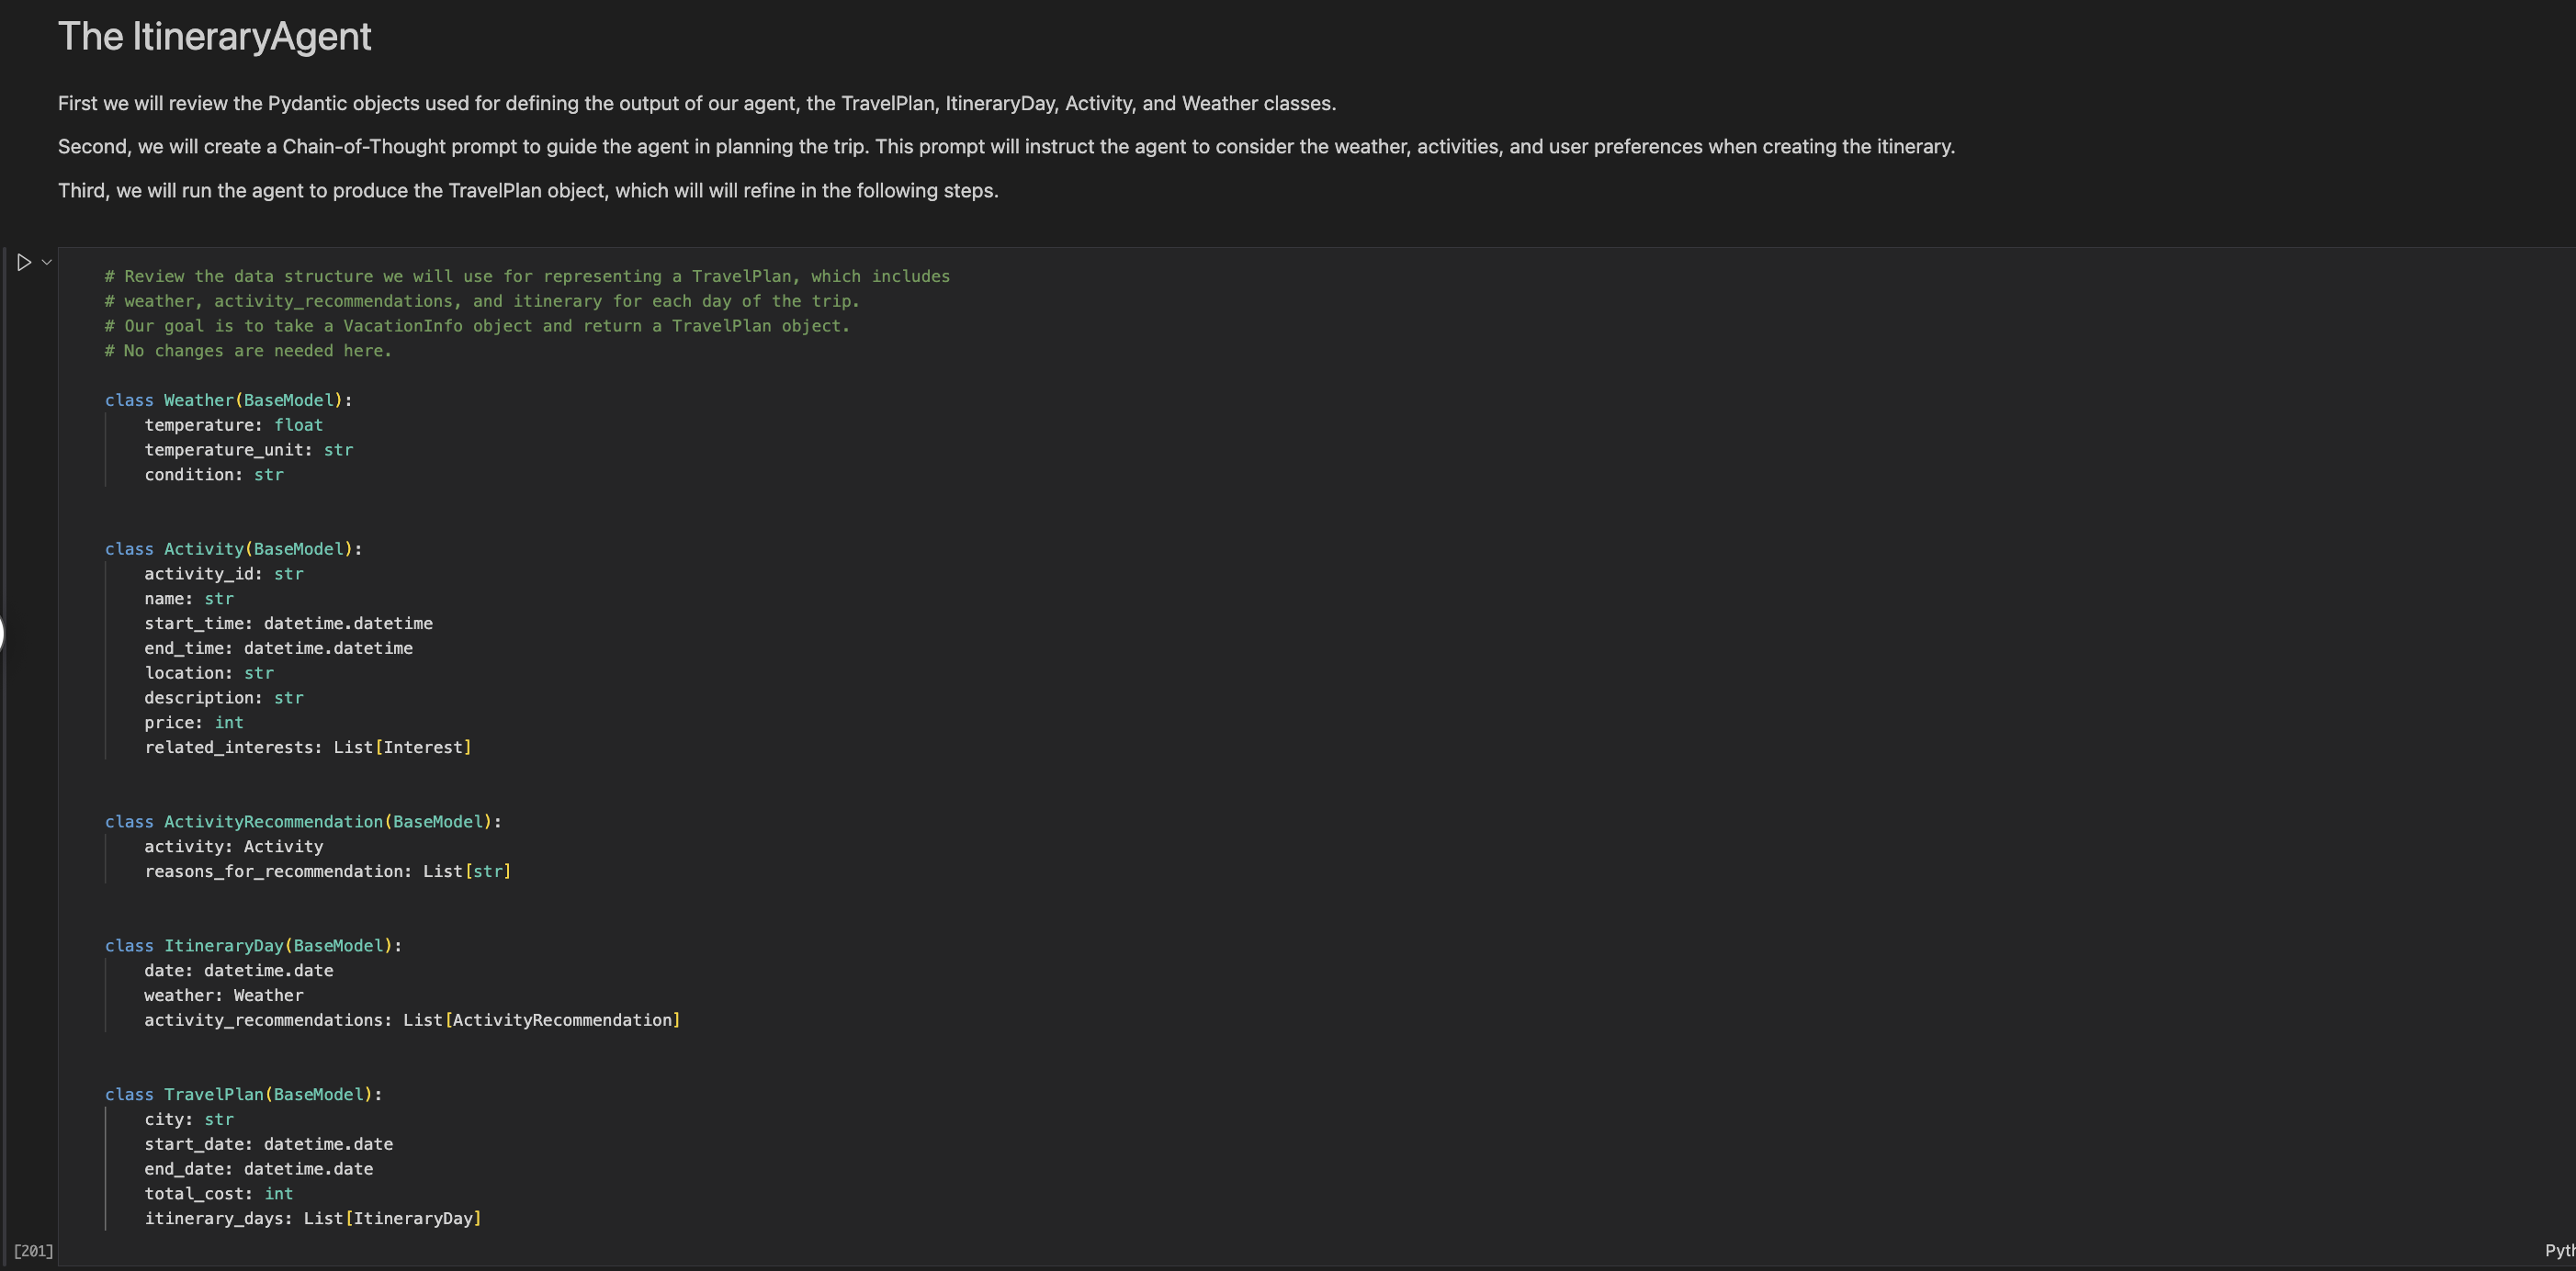 The ItineraryAgent
First we will review the Pydantic objects used for defining the output of our agent, the TravelPlan, ItineraryDay, Activity, and Weather classes.
Second, we will create a Chain-of-Thought prompt to guide the agent in planning the trip. This prompt will instruct the agent to consider the weather, activities, and user preferences when creating the itinerary.
Third, we will run the agent to produce the TravelPlan object, which will will refine in the following steps.
# Review the data structure we will use for representing a TravelPlan, which includes
# weather, activity_recommendations, and itinerary for each day of the trip.
# Our goal is to take a VacationInfo object and return a TravelPlan object.
# No changes are needed here.
class Weather(BaseModel):
    temperature: float
    temperature_unit: str
    condition: str
class Activity(BaseModel):
    activity_id: str
    name: str
    start_time: datetime.datetime
    end_time: datetime.datetime
    location: str
    description: str
    price: int
    related_interests: List[Interest]
class ActivityRecommendation(BaseModel):
    activity: Activity
    reasons_for_recommendation: List[str]
class ItineraryDay(BaseModel):
    date: datetime.date
    weather: Weather
    activity_recommendations: List[ActivityRecommendation]
class TravelPlan(BaseModel):
    city: str
    start_date: datetime.date
    end_date: datetime.date
    total_cost: int
    itinerary_days: List[ItineraryDay]
[201]
Pyth